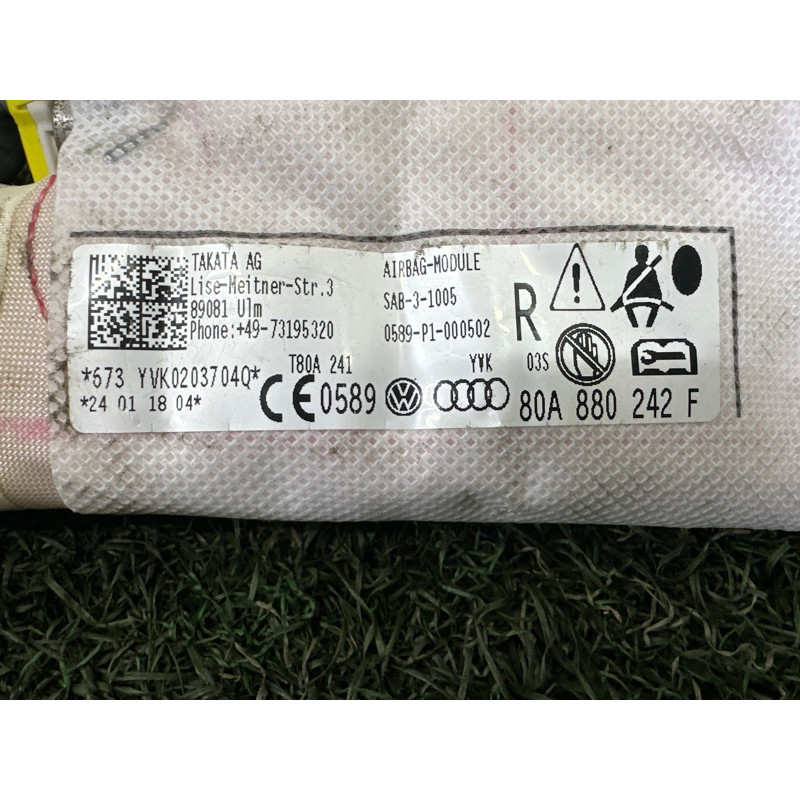 TAKATA AG
Lise-Meitner-Str.3
89081 Ulm
Phone:+49-73195320
AIRBAG-MODULE
SAB-3-1005
0589-P1-000502
R
T80A 241
YVK
03S
*573 YVK0203704Q*
*24 01 18 04*
CE 0589
80A 880 242 F